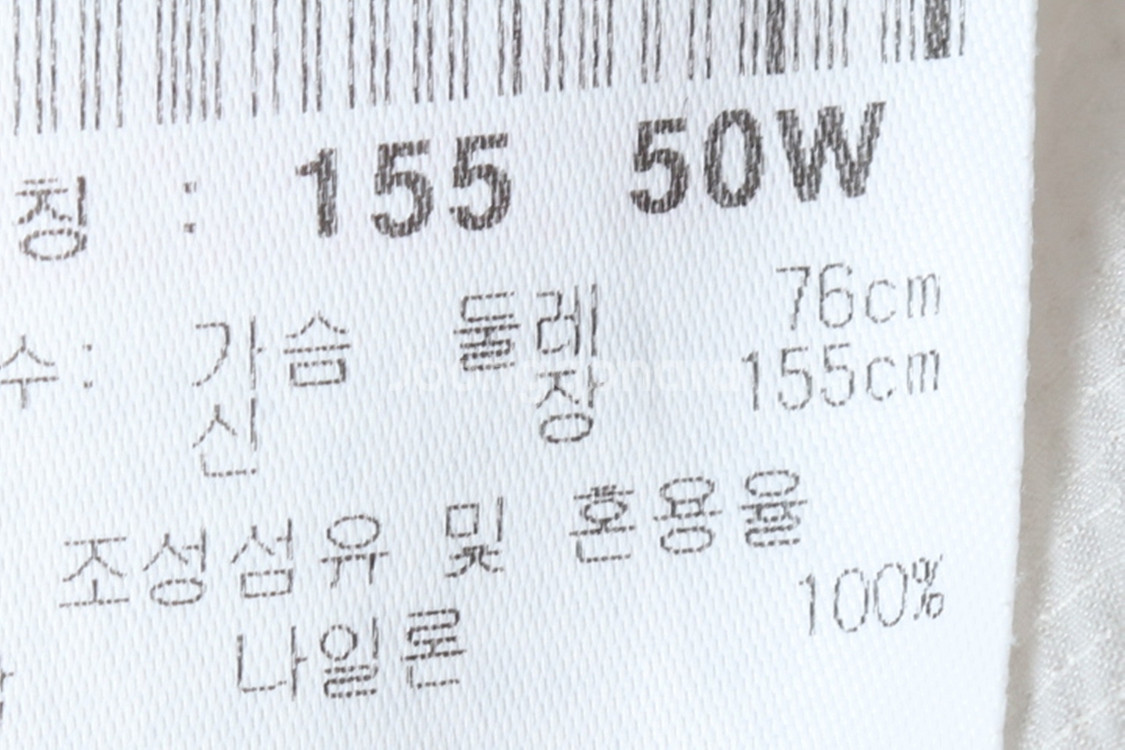 칭 : 155 50W
수: 가슴 둘레 76cm
신 장 155cm
조성섬유 및 혼용율
나일론 100%